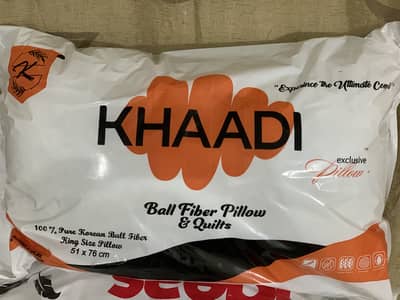 K
"Experience the Ultimate
KHAADI
exclusive
Pillow
Ball Fiber Pillow
& Quilts
100 % Pure Korean Ball Fiber
King Size Pillow
51 x 76 cm